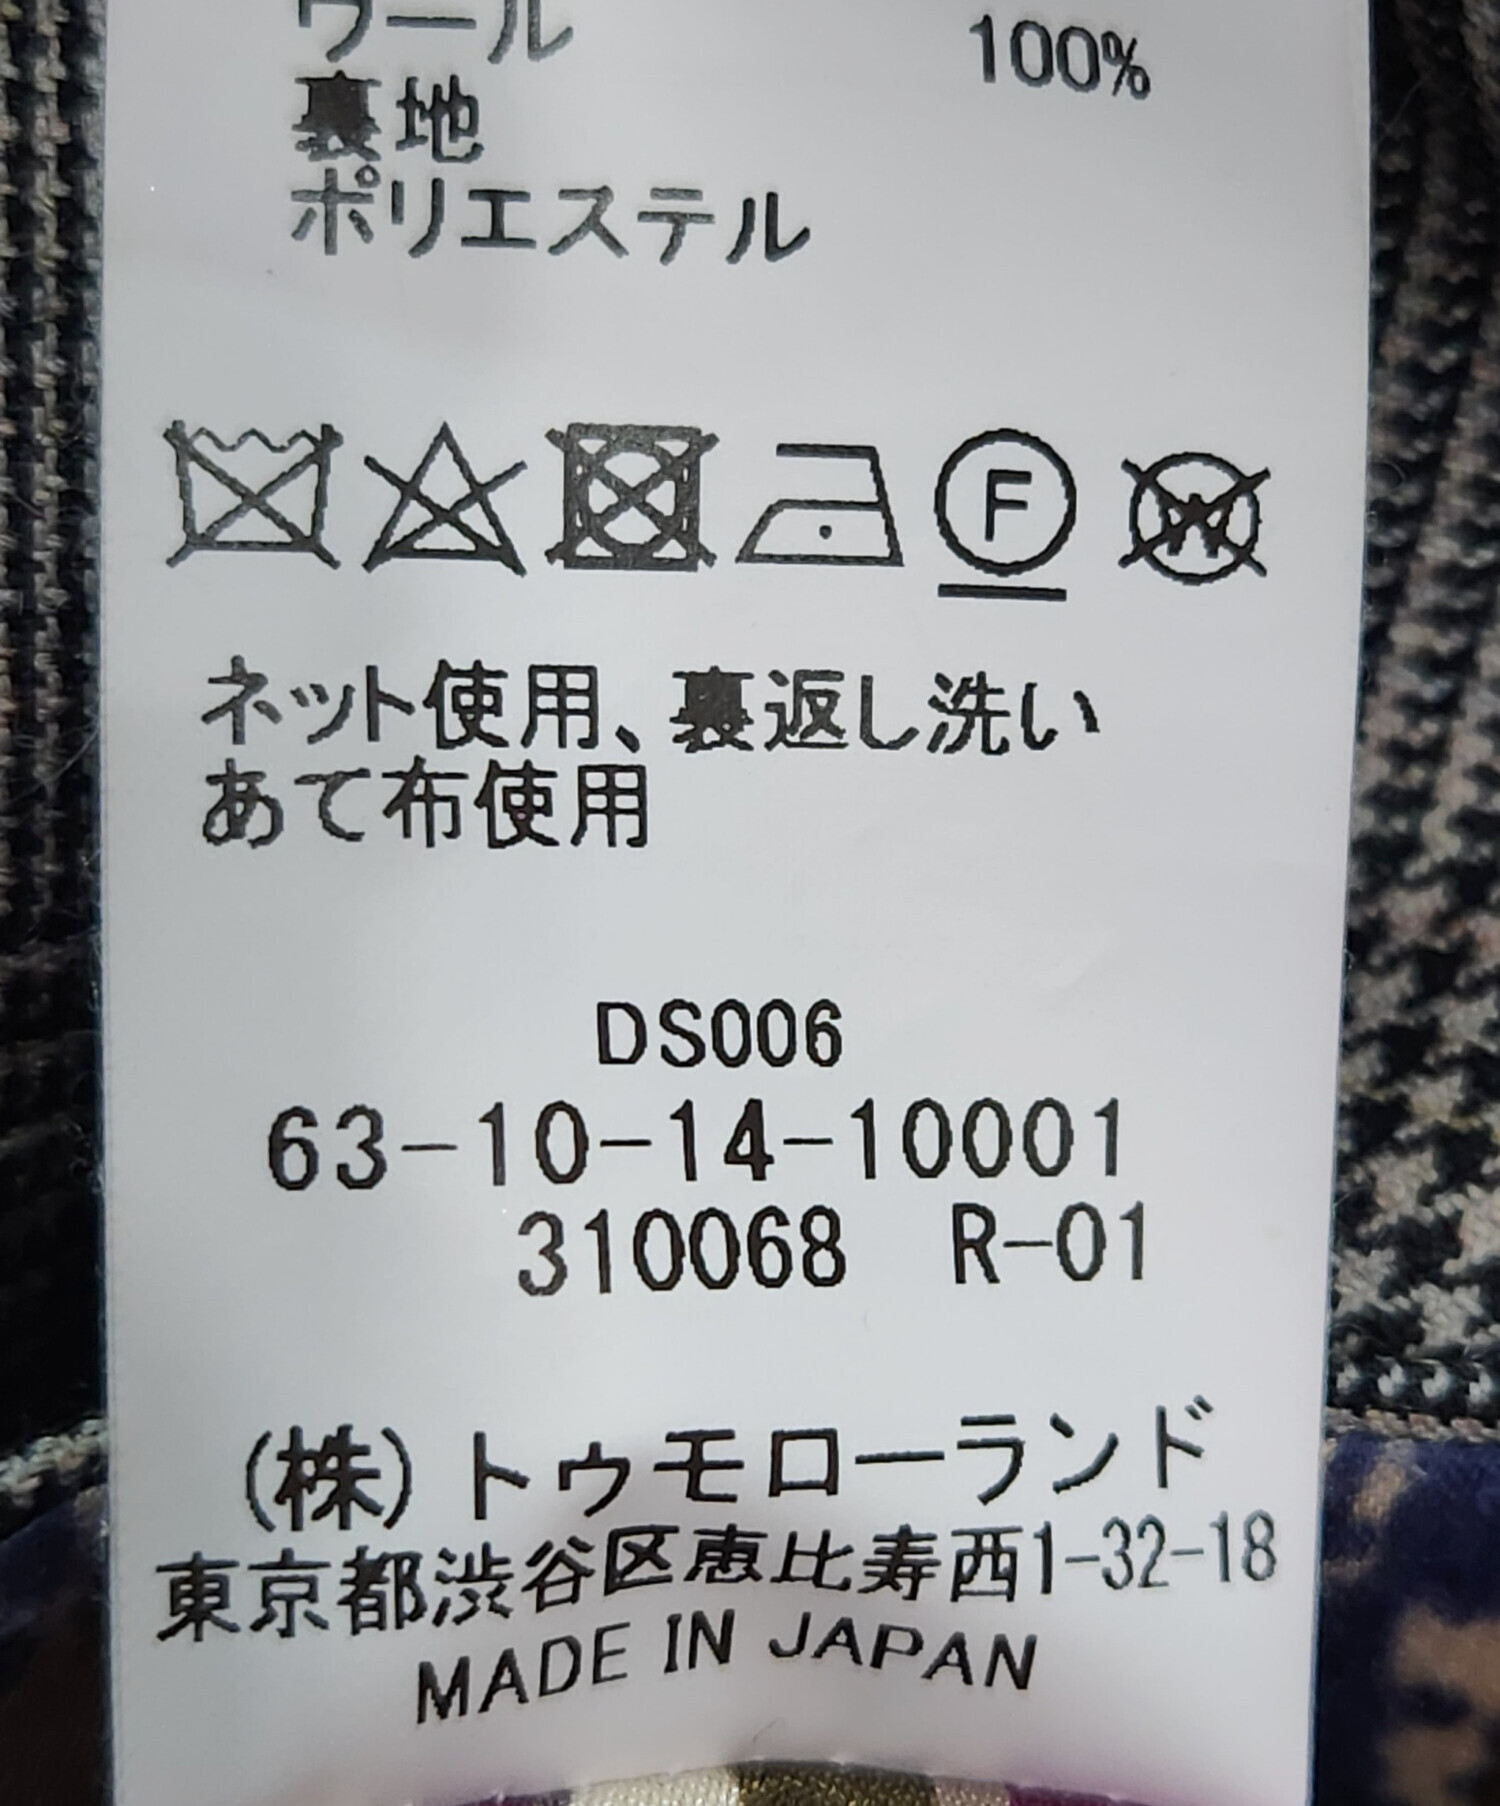 ウール 100%
裏地
ポリエステル
F W
ネット使用、裏返し洗い
あて布使用
DS006
63-10-14-10001
310068 R-01
(株)トゥモローランド
東京都渋谷区恵比寿西1-32-18
MADE IN JAPAN